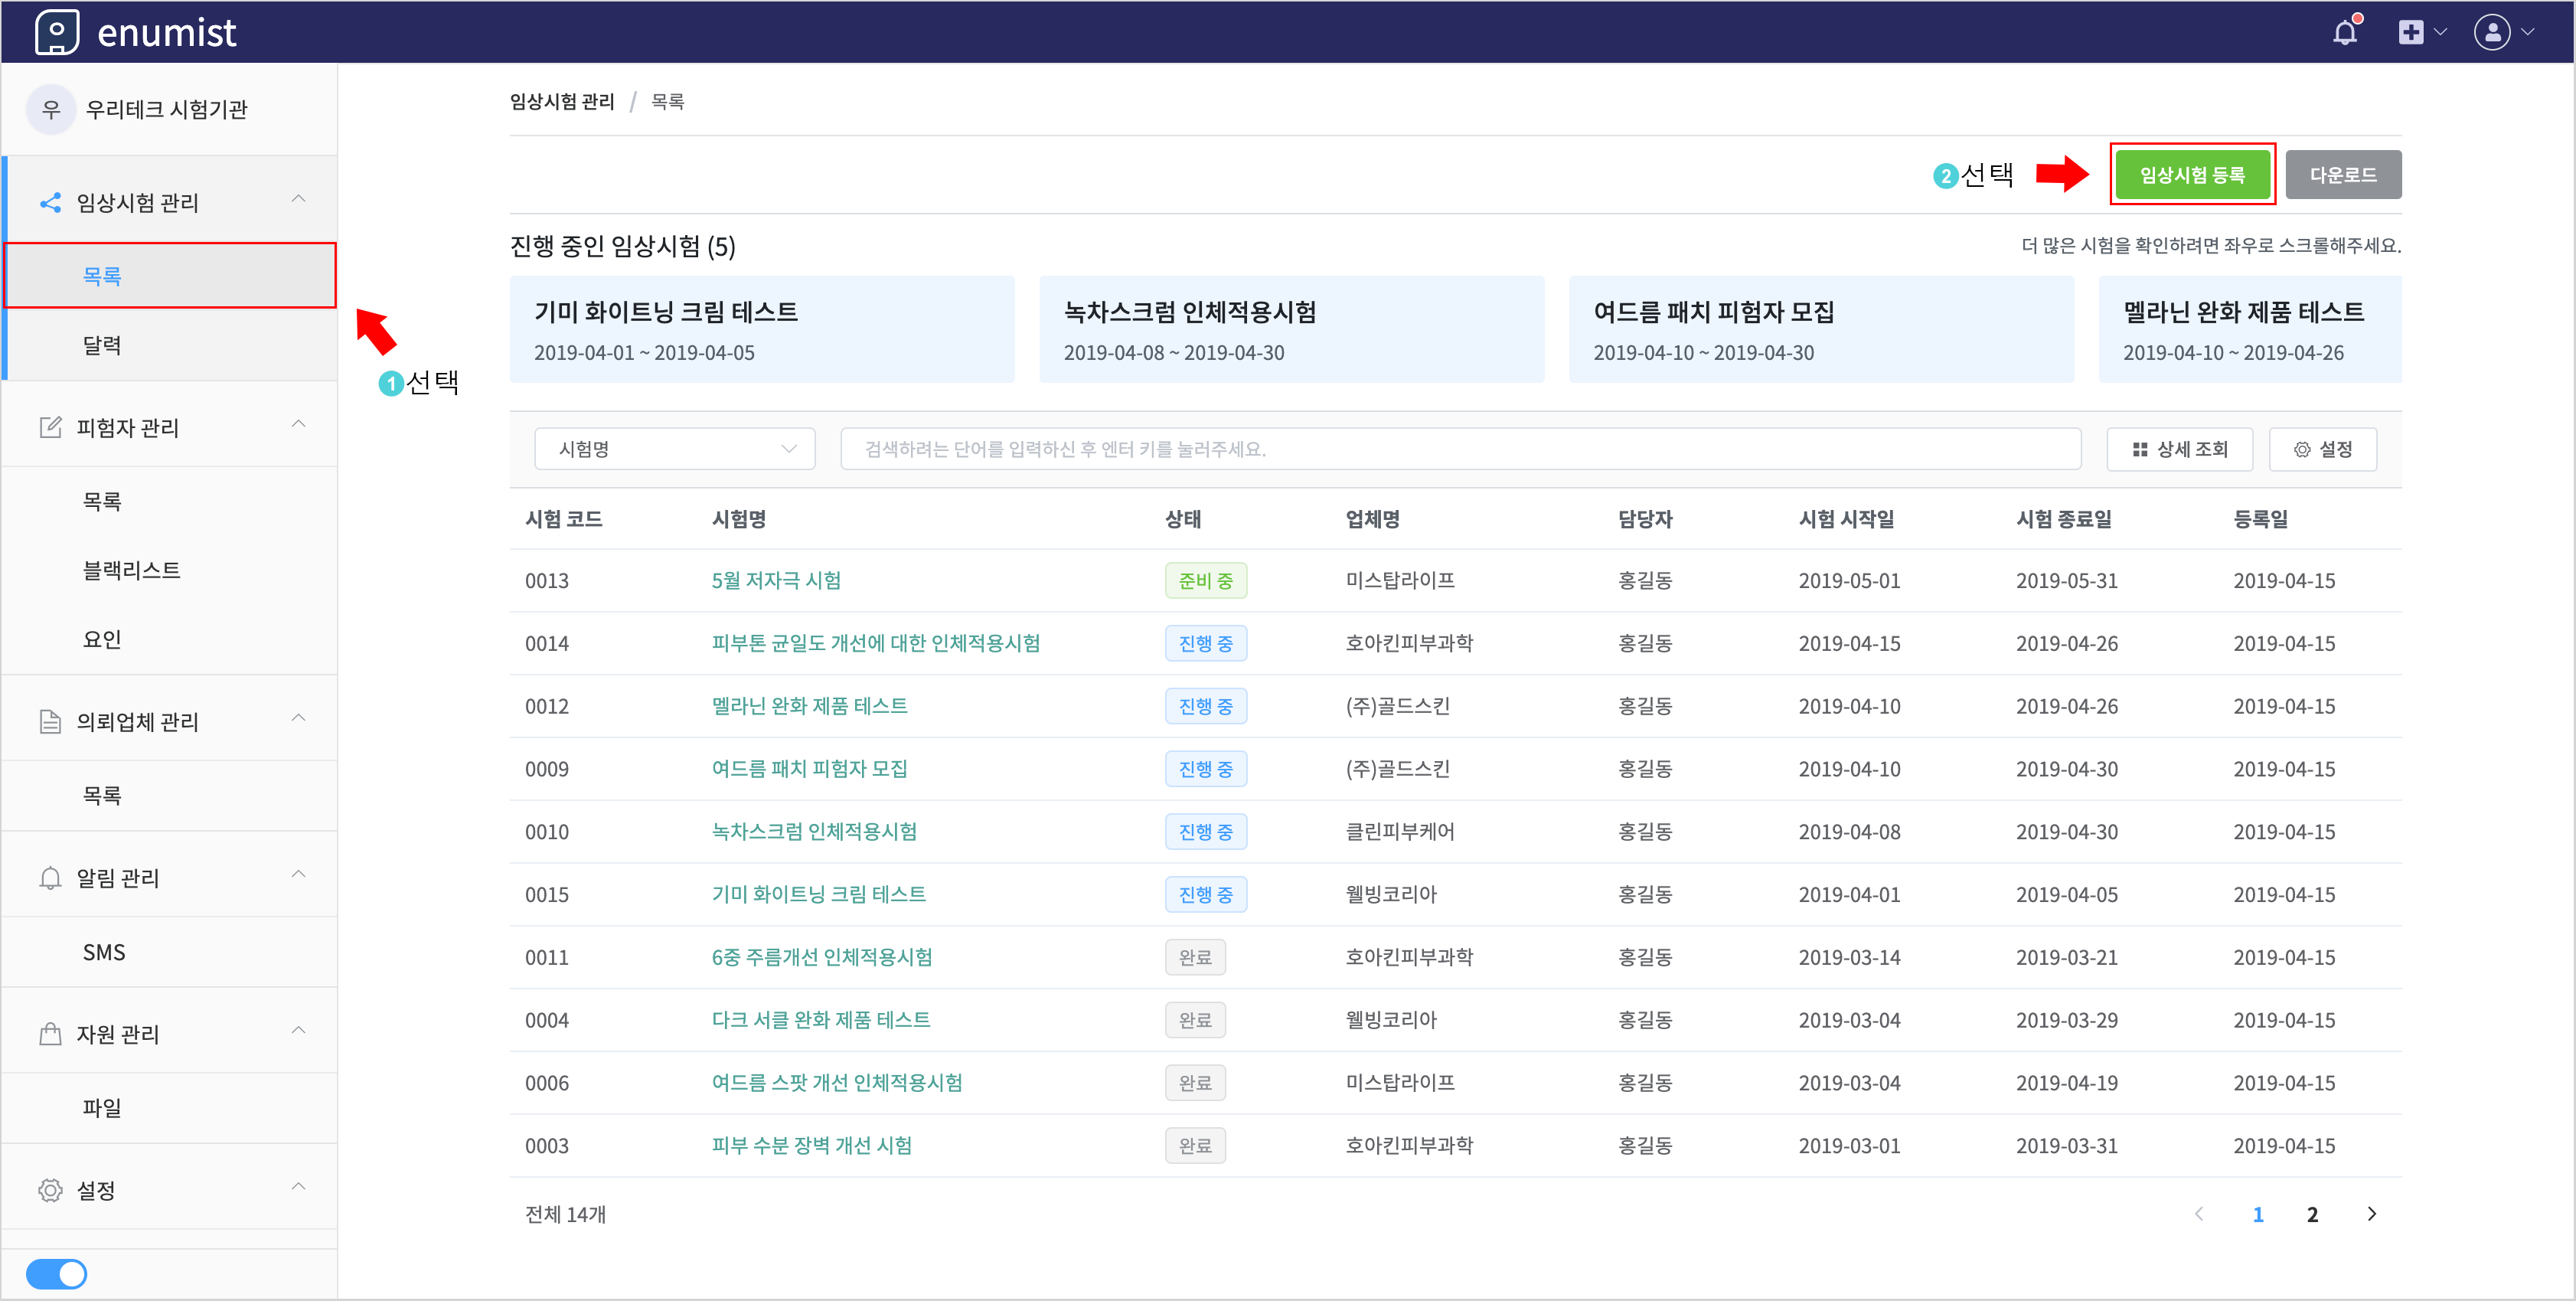 enumist
우 우리테크 시험기관
임상시험 관리
목록
달력
피험자 관리
목록
블랙리스트
요인
의뢰업체 관리
목록
알림 관리
SMS
자원 관리
파일
설정
1 선택
임상시험 관리 / 목록
2 선택
임상시험 등록 다운로드
진행 중인 임상시험 (5) 더 많은 시험을 확인하려면 좌우로 스크롤해주세요.
기미 화이트닝 크림 테스트
2019-04-01 ~ 2019-04-05
녹차스크럼 인체적용시험
2019-04-08 ~ 2019-04-30
여드름 패치 피험자 모집
2019-04-10 ~ 2019-04-30
멜라닌 완화 제품 테스트
2019-04-10 ~ 2019-04-26
시험명 검색하려는 단어를 입력하신 후 엔터 키를 눌러주세요. 상세 조회 설정
시험 코드 시험명 상태 업체명 담당자 시험 시작일 시험 종료일 등록일
0013 5월 저자극 시험 준비 중 미스탑라이프 홍길동 2019-05-01 2019-05-31 2019-04-15
0014 피부톤 균일도 개선에 대한 인체적용시험 진행 중 호아킨피부과학 홍길동 2019-04-15 2019-04-26 2019-04-15
0012 멜라닌 완화 제품 테스트 진행 중 (주)골드스킨 홍길동 2019-04-10 2019-04-26 2019-04-15
0009 여드름 패치 피험자 모집 진행 중 (주)골드스킨 홍길동 2019-04-10 2019-04-30 2019-04-15
0010 녹차스크럼 인체적용시험 진행 중 클린피부케어 홍길동 2019-04-08 2019-04-30 2019-04-15
0015 기미 화이트닝 크림 테스트 진행 중 웰빙코리아 홍길동 2019-04-01 2019-04-05 2019-04-15
0011 6중 주름개선 인체적용시험 완료 호아킨피부과학 홍길동 2019-03-14 2019-03-21 2019-04-15
0004 다크 서클 완화 제품 테스트 완료 웰빙코리아 홍길동 2019-03-04 2019-03-29 2019-04-15
0006 여드름 스팟 개선 인체적용시험 완료 미스탑라이프 홍길동 2019-03-04 2019-04-19 2019-04-15
0003 피부 수분 장벽 개선 시험 완료 호아킨피부과학 홍길동 2019-03-01 2019-03-31 2019-04-15
전체 14개 1 2